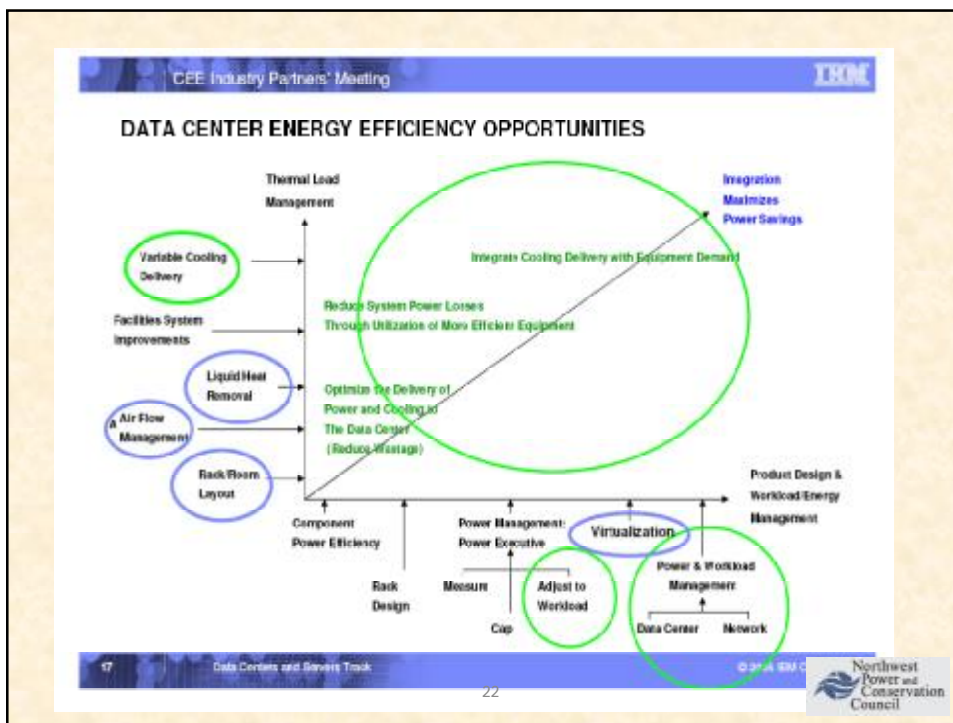 CEE Industry Partners' Meeting
IBM
DATA CENTER ENERGY EFFICIENCY OPPORTUNITIES
Thermal Load
Management
Integration
Maximizes
Power Savings
Variable Cooling
Delivery
Integrate Cooling Delivery with Equipment Demand
Facilities System
Improvements
Reduce System Power Losses
Through Utilization of More Efficient Equipment
Liquid Heat
Removal
Optimize the Delivery of
Power and Cooling to
The Data Center
(Reduce Wastage)
a Air Flow
Management
Rack/Room
Layout
Product Design &
Workload/Energy
Management
Component
Power Efficiency
Power Management:
Power Executive
Virtualization
Rack
Design
Measure
Adjust to
Workload
Cap
Power & Workload
Management
Data Center
Network
17
Data Centers and Servers Track
IBM
22
Northwest
Power and
Conservation
Council